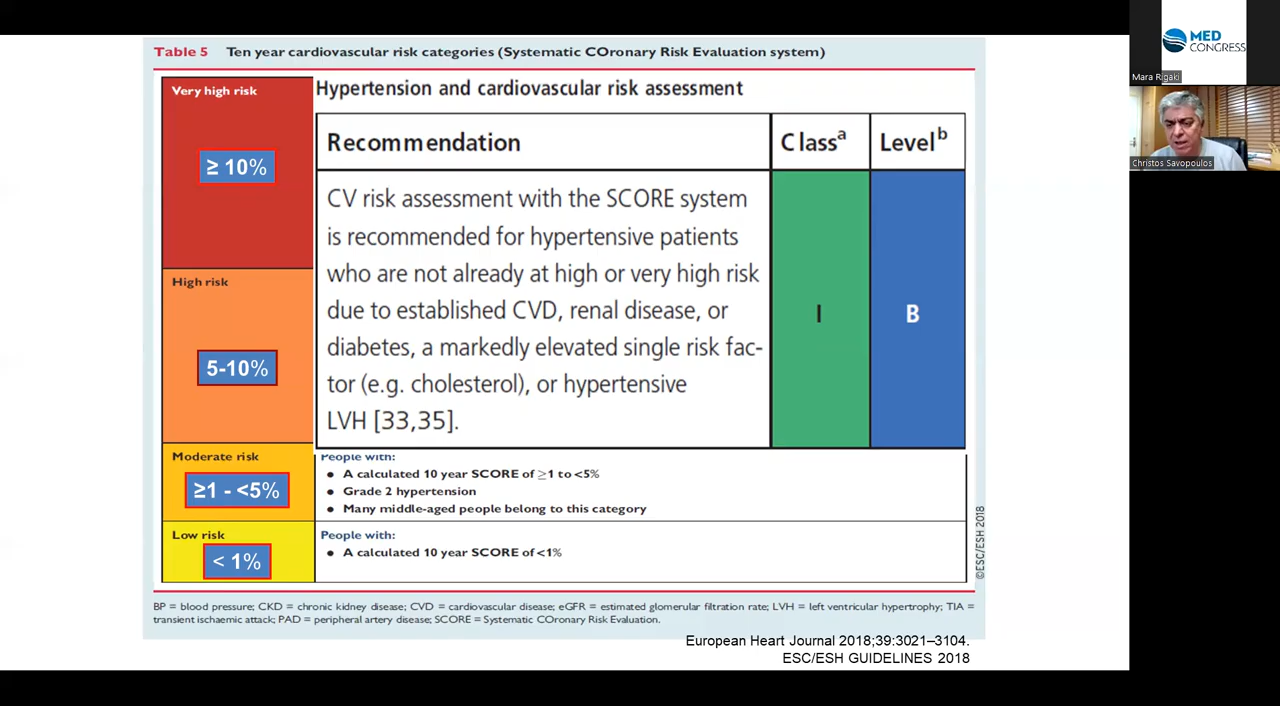 Table 5 Ten year cardiovascular risk categories (Systematic COronary Risk Evaluation system)
Very high risk
≥ 10%
Hypertension and cardiovascular risk assessment
Recommendation Classᵃ Levelᵇ
CV risk assessment with the SCORE system
is recommended for hypertensive patients
who are not already at high or very high risk
due to established CVD, renal disease, or
diabetes, a markedly elevated single risk fac-
tor (e.g. cholesterol), or hypertensive
LVH [33,35].
I
B
High risk
5-10%
Moderate risk
≥1 - <5%
People with:
• A calculated 10 year SCORE of ≥1 to <5%
• Grade 2 hypertension
• Many middle-aged people belong to this category
Low risk
< 1%
People with:
• A calculated 10 year SCORE of <1%
©ESC/ESH 2018
BP = blood pressure; CKD = chronic kidney disease; CVD = cardiovascular disease; eGFR = estimated glomerular filtration rate; LVH = left ventricular hypertrophy; TIA =
transient ischaemic attack; PAD = peripheral artery disease; SCORE = Systematic COronary Risk Evaluation.
European Heart Journal 2018;39:3021–3104.
ESC/ESH GUIDELINES 2018
MED
CONGRESS
Mara Rigaki
Christos Savopoulos